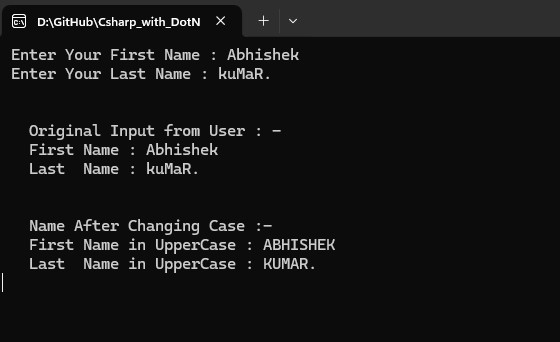 D:\GitHub\Csharp_with_DotN
Enter Your First Name : Abhishek
Enter Your Last Name : kuMaR.
Original Input from User : -
First Name : Abhishek
Last  Name : kuMaR.
Name After Changing Case :-
First Name in UpperCase : ABHISHEK
Last  Name in UpperCase : KUMAR.